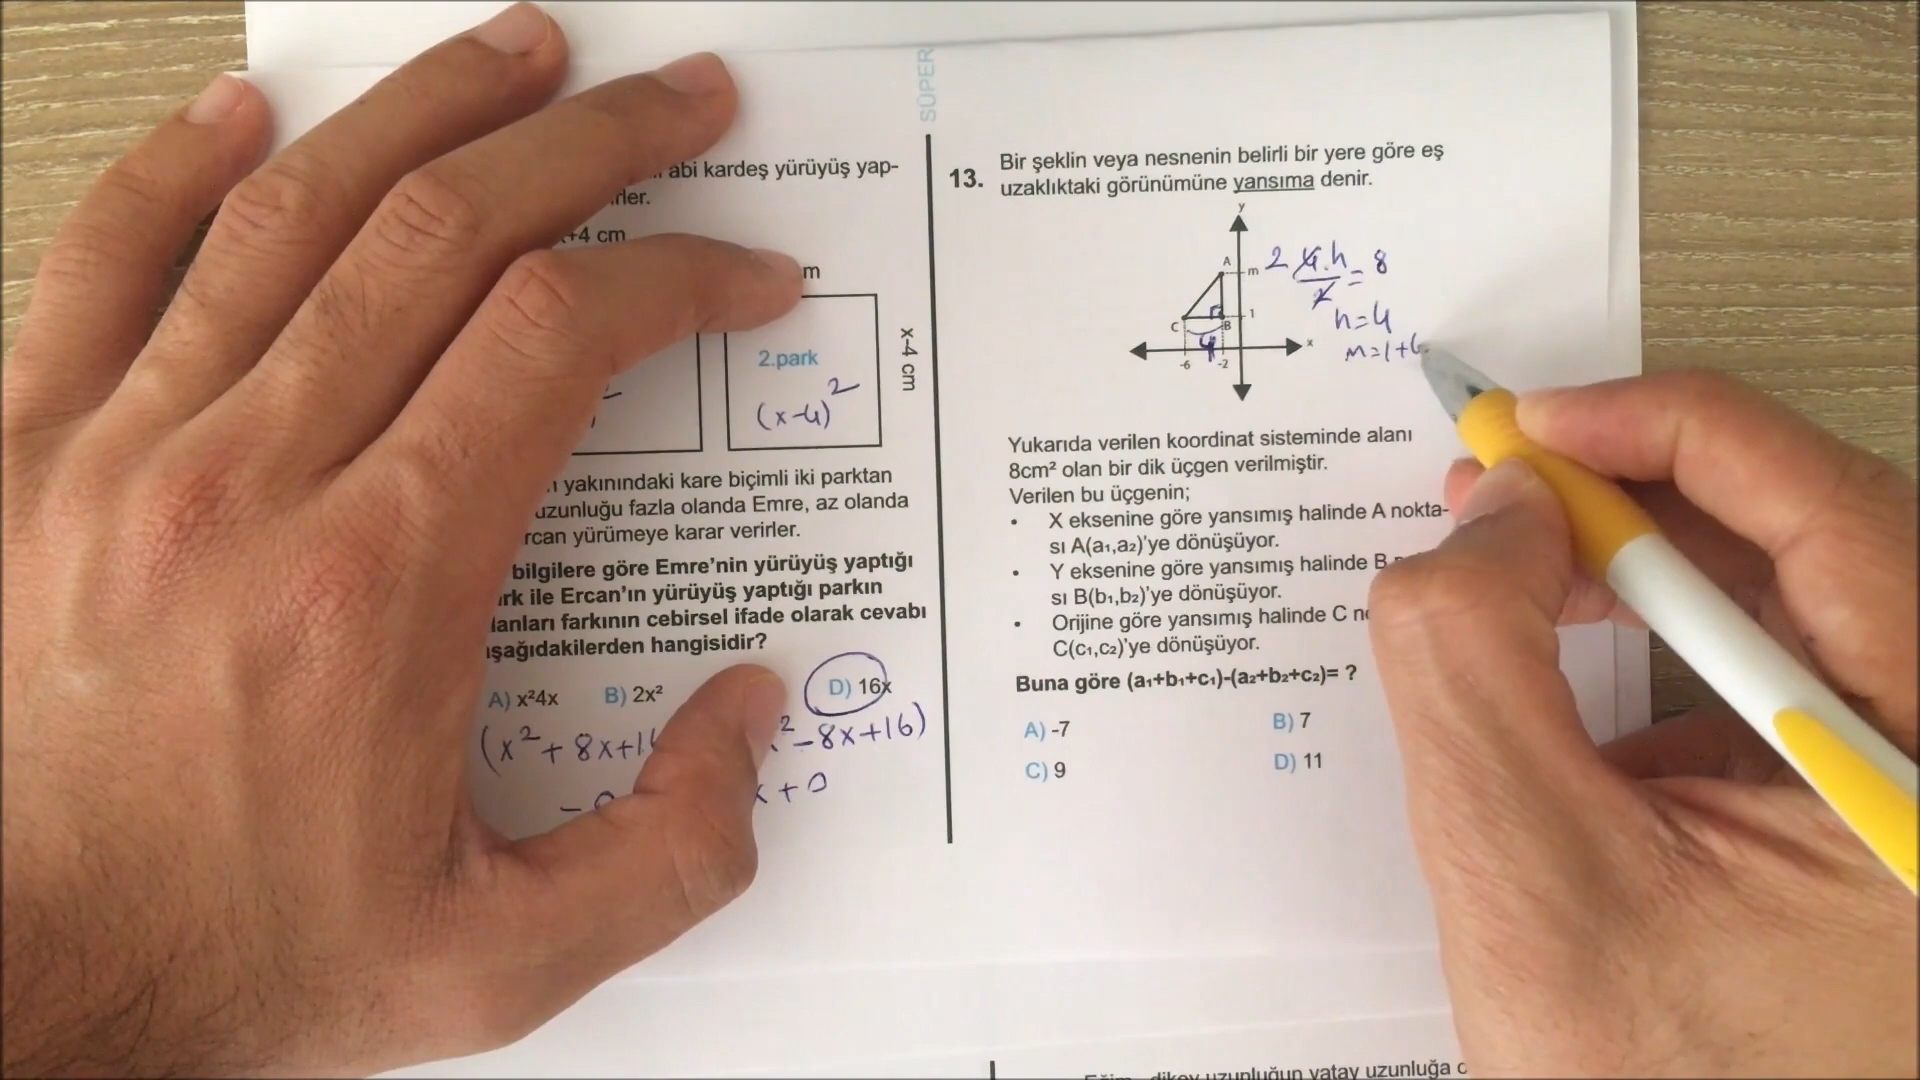 SÜPER
abi kardeş yürüyüş yap-
+4 cm
m
2.park
(x-4)²
x-4 cm
yakınındaki kare biçimli iki parktan
uzunluğu fazla olanda Emre, az olanda
yürümeye karar verirler.
bilgilere göre Emre'nin yürüyüş yaptığı
ile Ercan'ın yürüyüş yaptığı parkın
farkının cebirsel ifade olarak cevabı
hangisidir?
A) x²4x B) 2x² D) 16x
(x²+8x+1 ²-8x+16)
x+0
13. Bir şeklin veya nesnenin belirli bir yere göre eş
uzaklıktaki görünümüne yansıma denir.
y
A m
C B 1
x
-6 -2
4
2 4.h/2 = 8
h=4
m=1+4
Yukarıda verilen koordinat sisteminde alanı
8cm² olan bir dik üçgen verilmiştir.
Verilen bu üçgenin;
• X eksenine göre yansımış halinde A nokta-
sı A(a₁,a₂)'ye dönüşüyor.
• Y eksenine göre yansımış halinde B
sı B(b₁,b₂)'ye dönüşüyor.
• Orijine göre yansımış halinde C
C(c₁,c₂)'ye dönüşüyor.
Buna göre (a₁+b₁+c₁)-(a₂+b₂+c₂)= ?
A) -7 B) 7
C) 9 D) 11
dikey uzunluğun yatay uzunluğa